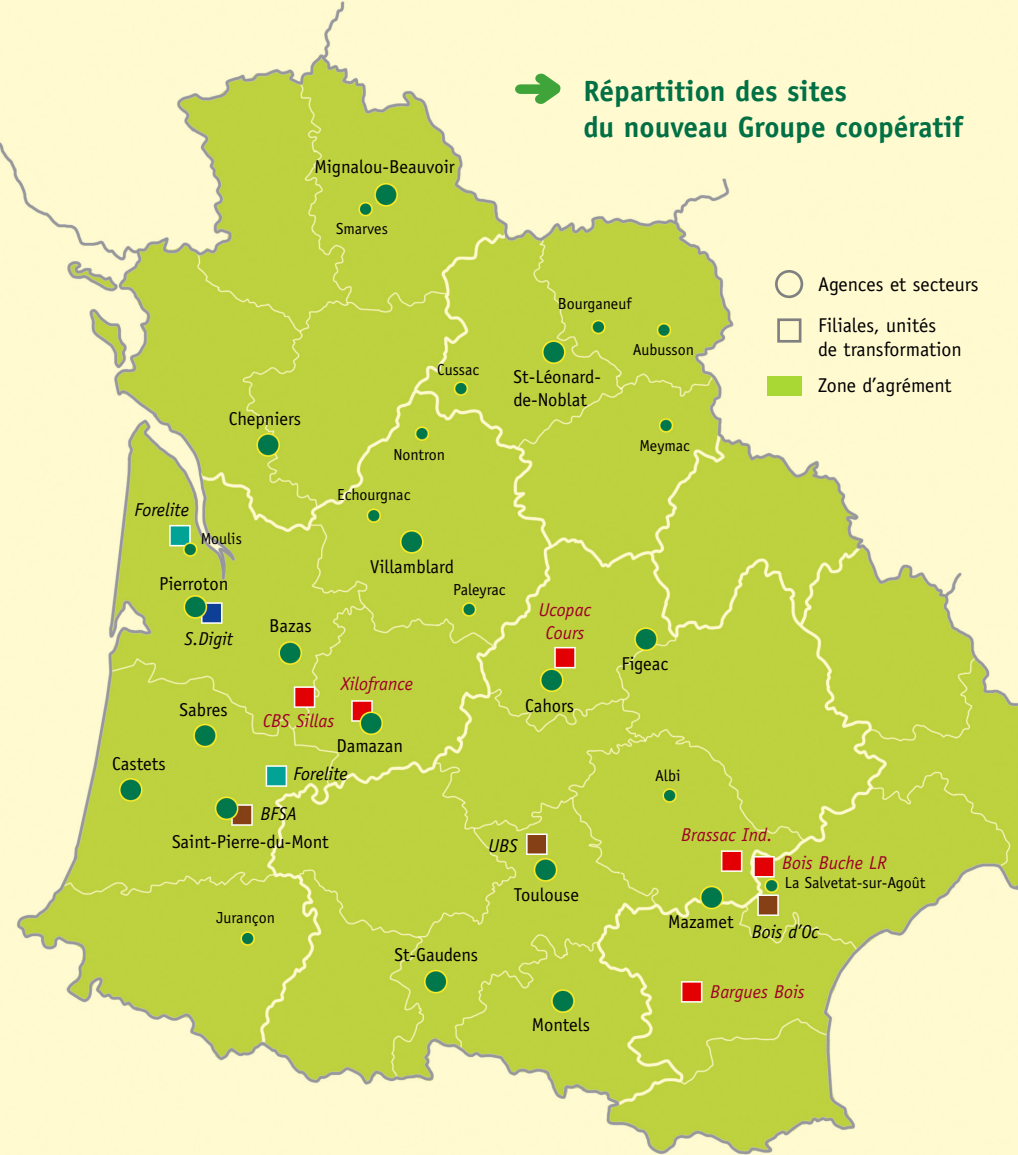 Répartition des sites
du nouveau Groupe coopératif
Agences et secteurs
Filiales, unités
de transformation
Zone d'agrément
Mignalou-Beauvoir
Smarves
Bourganeuf
Aubusson
Cussac
St-Léonard-
de-Noblat
Chepniers
Nontron
Meymac
Echourgnac
Forelite
Moulis
Villamblard
Pierroton
Paleyrac
S.Digit
Ucopac
Cours
Bazas
Figeac
Xilofrance
Cahors
Sabres
CBS Sillas
Damazan
Castets
Forelite
Albi
BFSA
Saint-Pierre-du-Mont
UBS
Brassac Ind.
Bois Buche LR
La Salvetat-sur-Agoût
Toulouse
Jurançon
Mazamet
Bois d'Oc
St-Gaudens
Bargues Bois
Montels